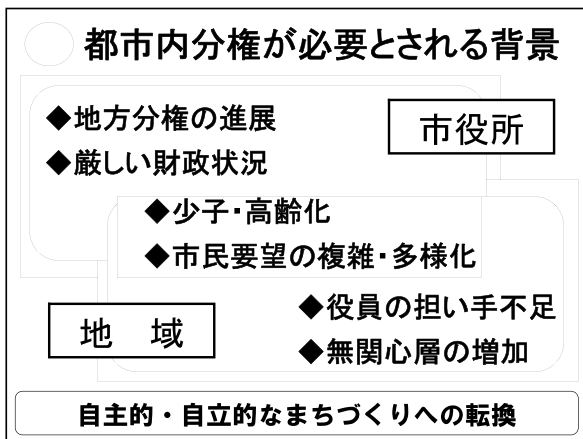 都市内分権が必要とされる背景
◆地方分権の進展
市役所
◆厳しい財政状況
◆少子・高齢化
◆市民要望の複雑・多様化
◆役員の担い手不足
地　域
◆無関心層の増加
自主的・自立的なまちづくりへの転換